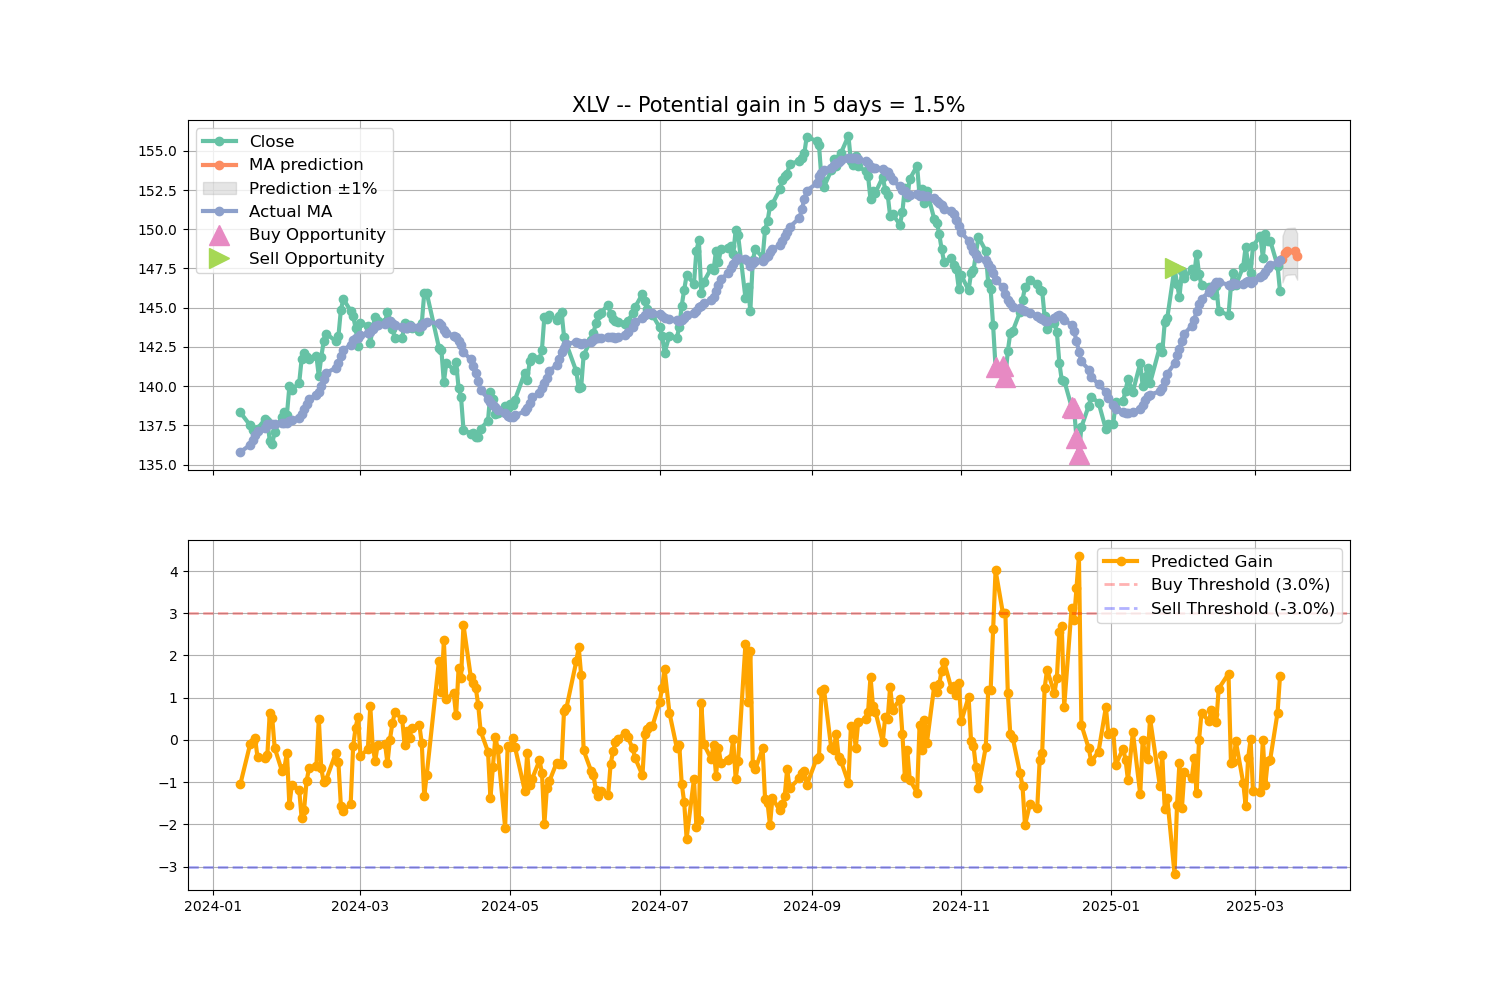 XLV -- Potential gain in 5 days = 1.5%
Close
MA prediction
Prediction ±1%
Actual MA
Buy Opportunity
Sell Opportunity
155.0
152.5
150.0
147.5
145.0
142.5
140.0
137.5
135.0
Predicted Gain
Buy Threshold (3.0%)
Sell Threshold (-3.0%)
4
3
2
1
0
−1
−2
−3
2024-01 2024-03 2024-05 2024-07 2024-09 2024-11 2025-01 2025-03